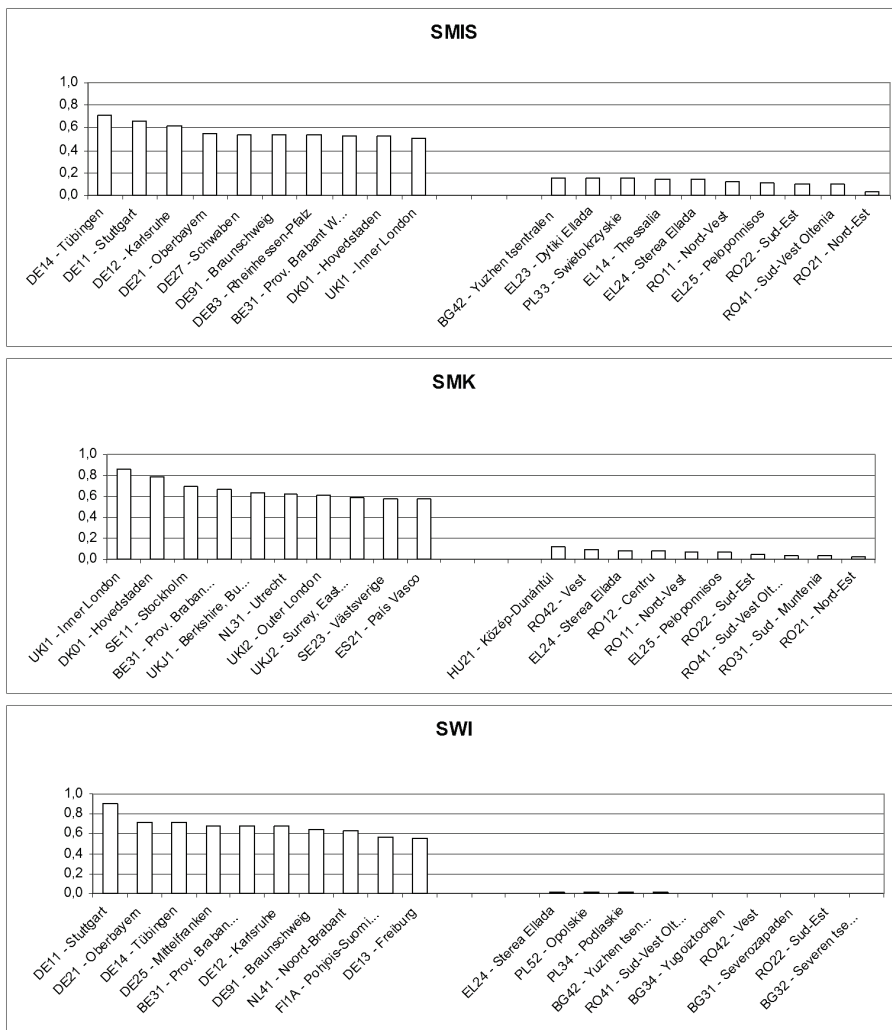 SMIS
1,0
0,8
0,6
0,4
0,2
0,0
DE14 - Tübingen
DE11 - Stuttgart
DE12 - Karlsruhe
DE21 - Oberbayern
DE27 - Schwaben
DE91 - Braunschweig
DEB3 - Rheinhessen-Pfalz
BE31 - Prov. Brabant W...
DK01 - Hovedstaden
UKI1 - Inner London
BG42 - Yuzhen tsentralen
EL23 - Dytiki Ellada
PL33 - Swietokrzyskie
EL14 - Thessalia
EL24 - Sterea Ellada
RO11 - Nord-Vest
EL25 - Peloponnisos
RO22 - Sud-Est
RO41 - Sud-Vest Oltenia
RO21 - Nord-Est
SMK
1,0
0,8
0,6
0,4
0,2
0,0
UKI1 - Inner London
DK01 - Hovedstaden
SE11 - Stockholm
BE31 - Prov. Braban...
UKJ1 - Berkshire, Bu...
NL31 - Utrecht
UKI2 - Outer London
UKJ2 - Surrey, East...
SE23 - Västsverige
ES21 - País Vasco
HU21 - Közép-Dunántúl
RO42 - Vest
EL24 - Sterea Ellada
RO12 - Centru
RO11 - Nord-Vest
EL25 - Peloponnisos
RO22 - Sud-Est
RO41 - Sud-Vest Olt...
RO31 - Sud - Muntenia
RO21 - Nord-Est
SWI
1,0
0,8
0,6
0,4
0,2
0,0
DE11 - Stuttgart
DE21 - Oberbayern
DE14 - Tübingen
DE25 - Mittelfranken
BE31 - Prov. Braban...
DE12 - Karlsruhe
DE91 - Braunschweig
NL41 - Noord-Brabant
FI1A - Pohjois-Suomi...
DE13 - Freiburg
EL24 - Sterea Ellada
PL52 - Opolskie
PL34 - Podlaskie
BG42 - Yuzhen tsen...
RO41 - Sud-Vest Olt...
BG34 - Yugoiztochen
RO42 - Vest
BG31 - Severozapaden
RO22 - Sud-Est
BG32 - Severen tse...